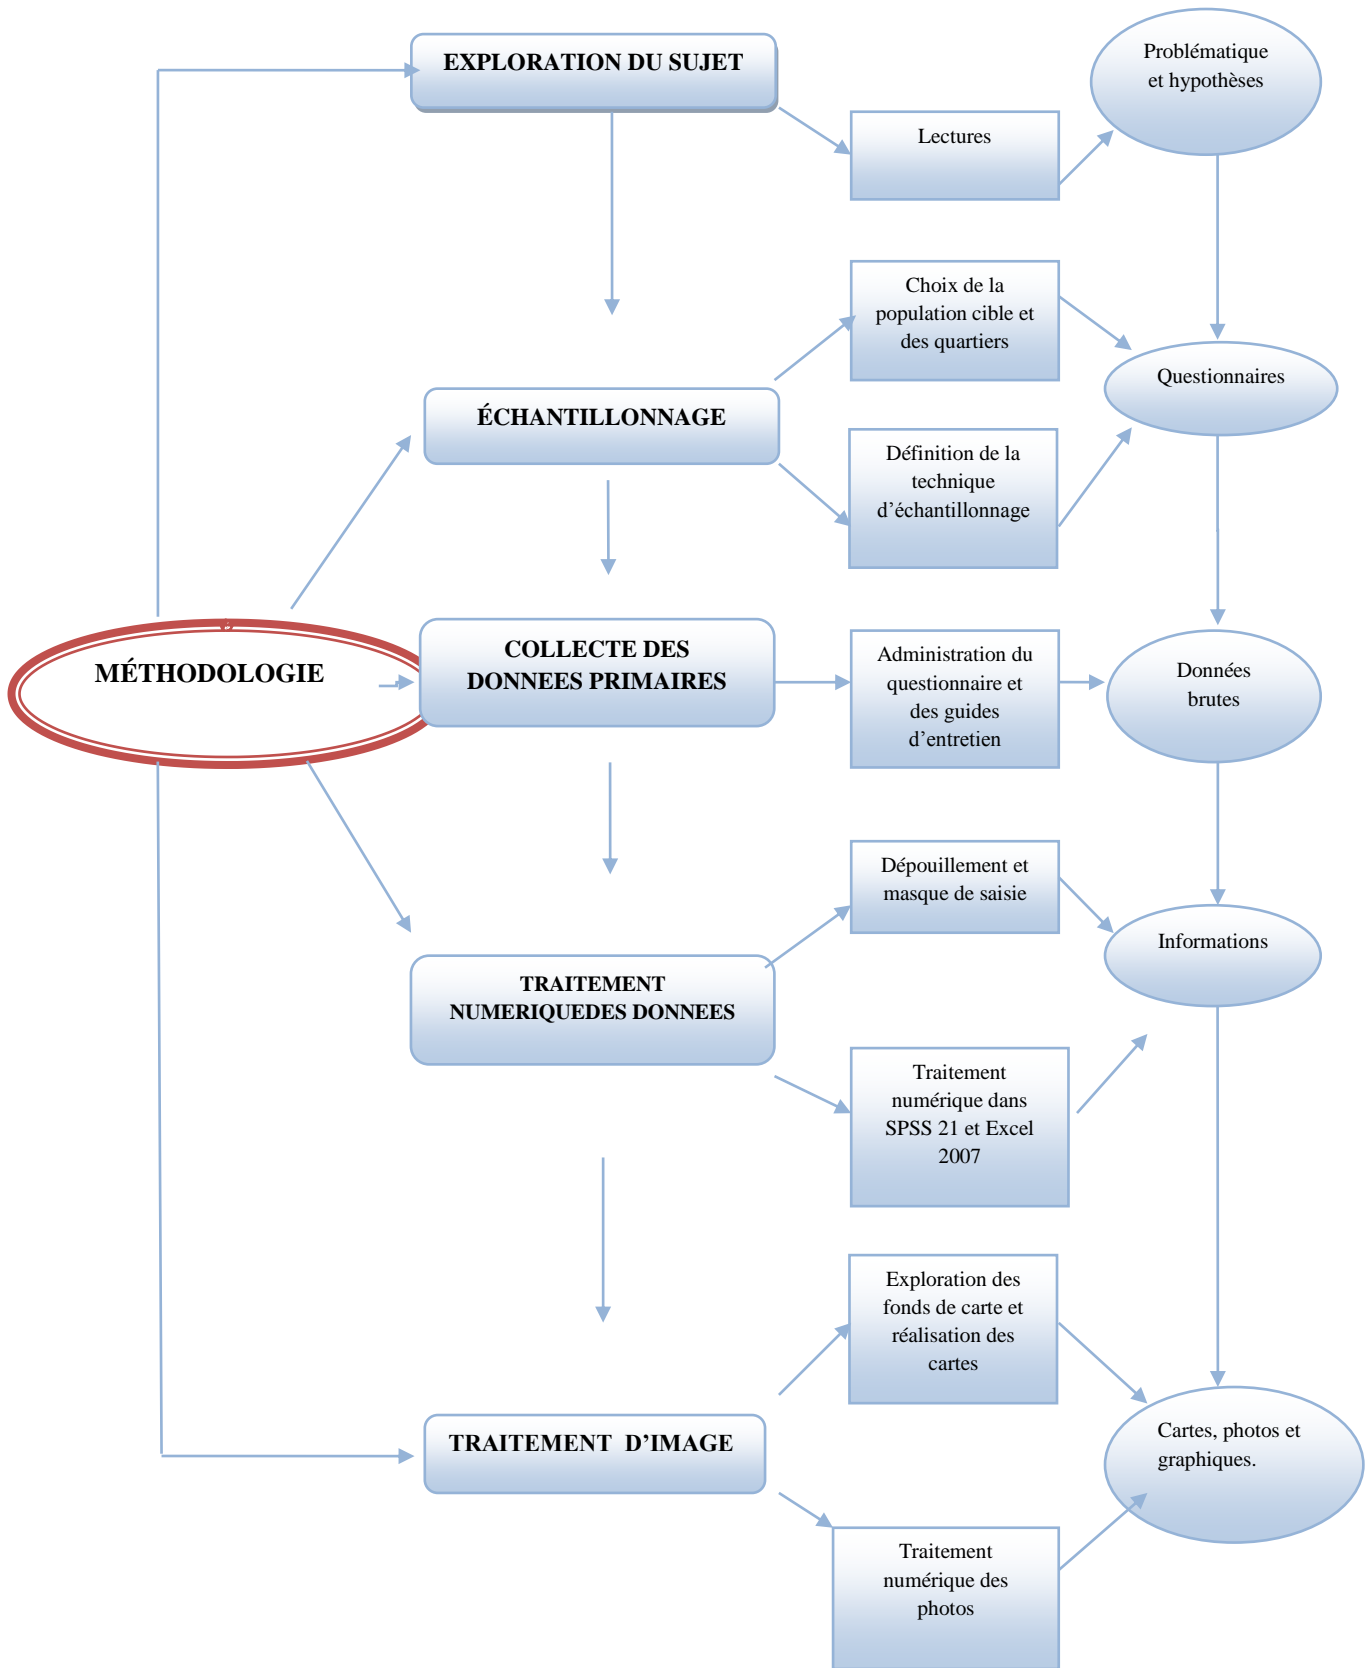 EXPLORATION DU SUJET
Problématique
et hypothèses
Lectures
Choix de la
population cible et
des quartiers
Questionnaires
ÉCHANTILLONNAGE
Définition de la
technique
d’échantillonnage
MÉTHODOLOGIE
COLLECTE DES
DONNEES PRIMAIRES
Administration du
questionnaire et
des guides
d’entretien
Données
brutes
Dépouillement et
masque de saisie
Informations
TRAITEMENT
NUMERIQUEDES DONNEES
Traitement
numérique dans
SPSS 21 et Excel
2007
Exploration des
fonds de carte et
réalisation des
cartes
TRAITEMENT  D’IMAGE
Cartes, photos et
graphiques.
Traitement
numérique des
photos